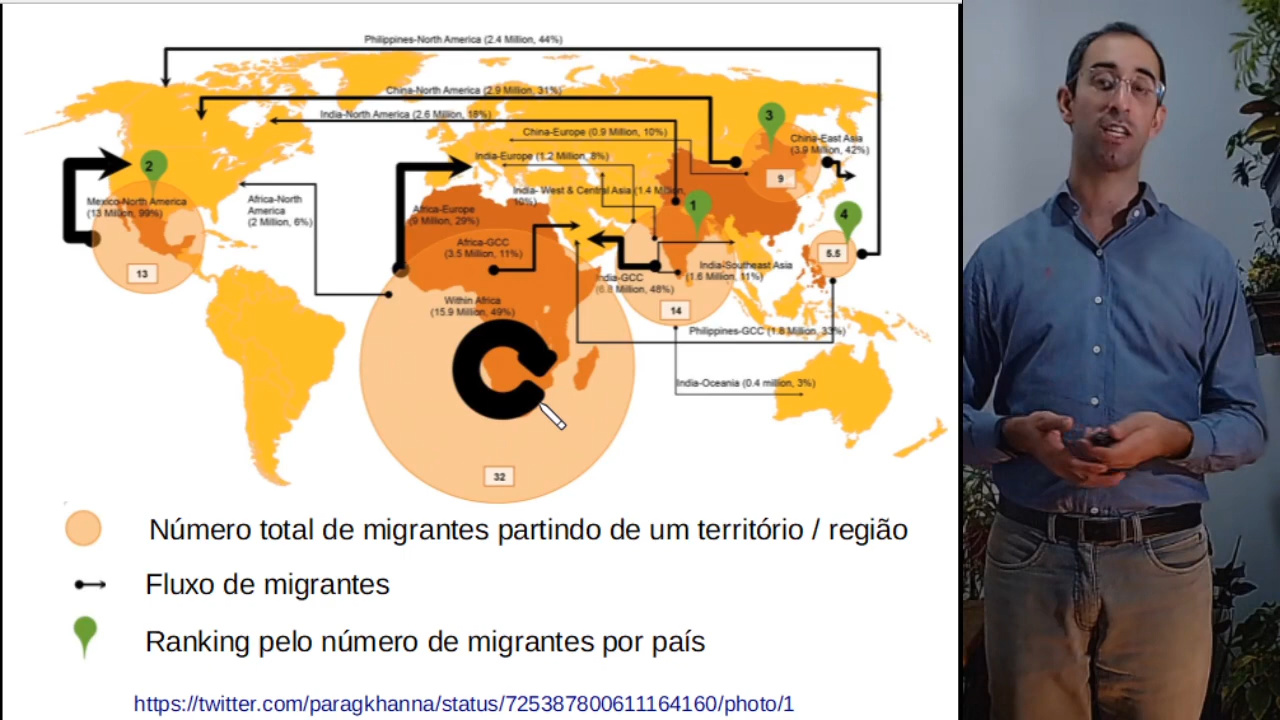 Philippines-North America (2.4 Million, 44%)
China-North America (2.9 Million, 31%)
India-North America (2.6 Million, 18%)
China-Europe (0.9 Million, 10%)
3
China-East Asia
(3.9 Million, 42%)
India-Europe (1.2 Million, 8%)
2
9
Mexico-North America
(13 Million, 99%)
Africa-North
America
(2 Million, 6%)
India- West & Central Asia (1.4 Million,
10%)
1
4
Africa-Europe
(9 Million, 29%)
Africa-GCC
(3.5 Million, 11%)
5.5
13
India-GCC
(6.8 Million, 48%)
India-Southeast Asia
(1.6 Million, 11%)
Within Africa
(15.9 Million, 49%)
14
Philippines-GCC (1.8 Million, 33%)
India-Oceania (0.4 million, 3%)
32
Número total de migrantes partindo de um território / região
Fluxo de migrantes
Ranking pelo número de migrantes por país
https://twitter.com/paragkhanna/status/725387800611164160/photo/1